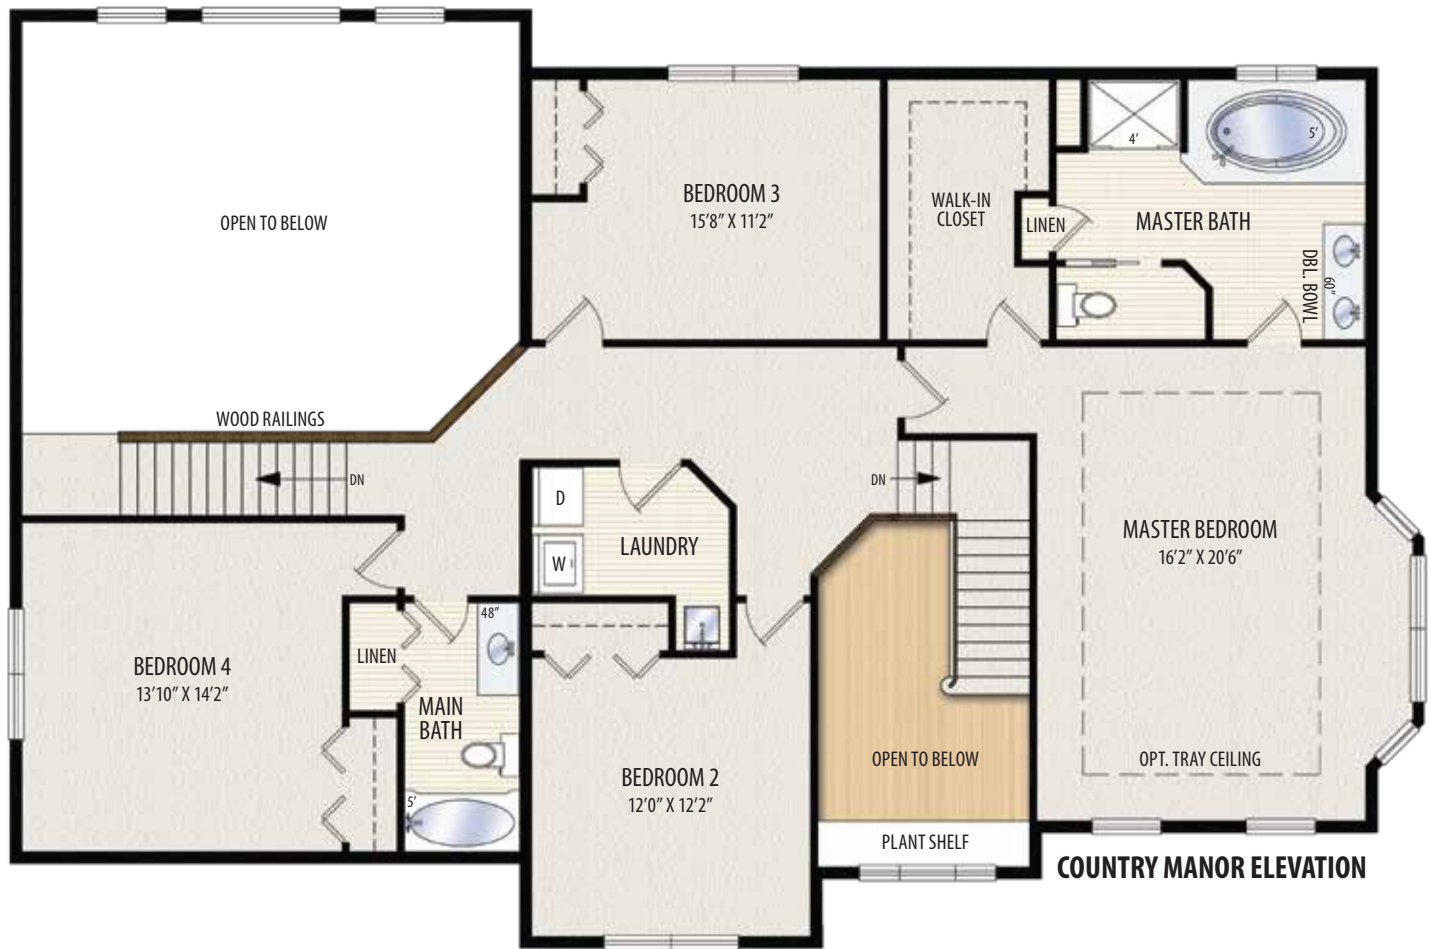 4′
5′
BEDROOM 3
15′8″ X 11′2″
WALK-IN
CLOSET
LINEN
MASTER BATH
OPEN TO BELOW
DBL. BOWL
60″
WOOD RAILINGS
DN
DN
D
W
LAUNDRY
MASTER BEDROOM
16′2″ X 20′6″
48″
LINEN
BEDROOM 4
13′10″ X 14′2″
MAIN
BATH
5′
BEDROOM 2
12′0″ X 12′2″
OPEN TO BELOW
OPT. TRAY CEILING
PLANT SHELF
COUNTRY MANOR ELEVATION